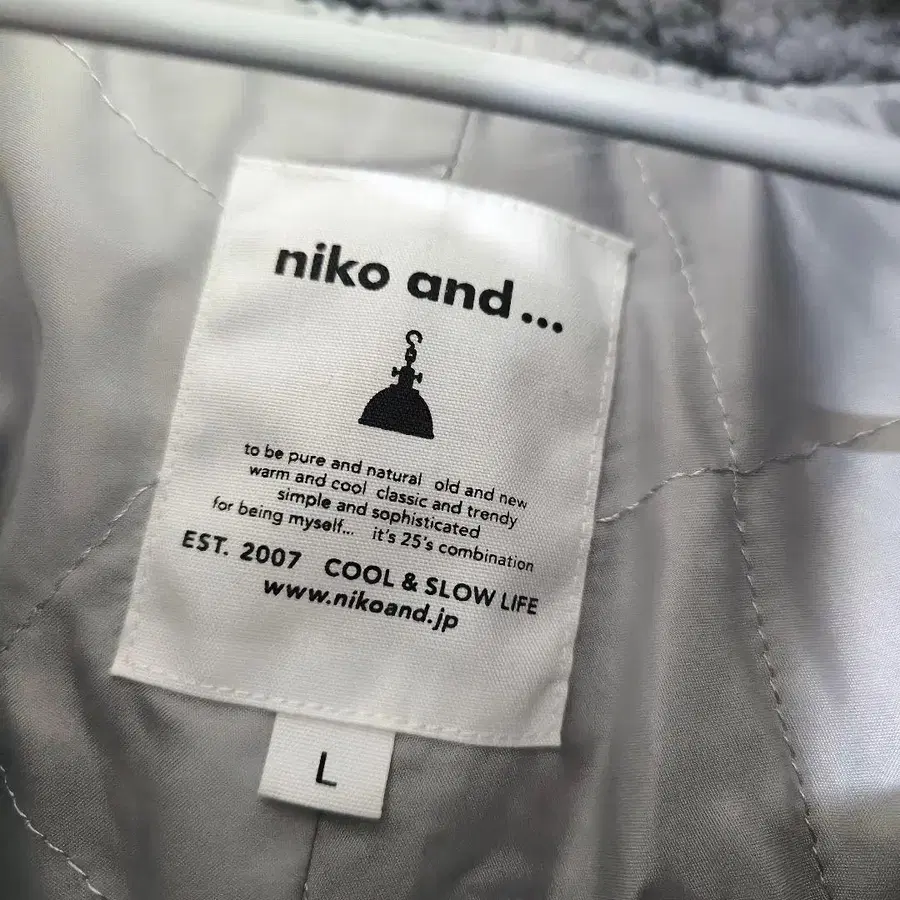 niko and...
to be pure and natural old and new
warm and cool classic and trendy
simple and sophisticated
for being myself... it's 25's combination
EST. 2007 COOL & SLOW LIFE
www.nikoand.jp
L